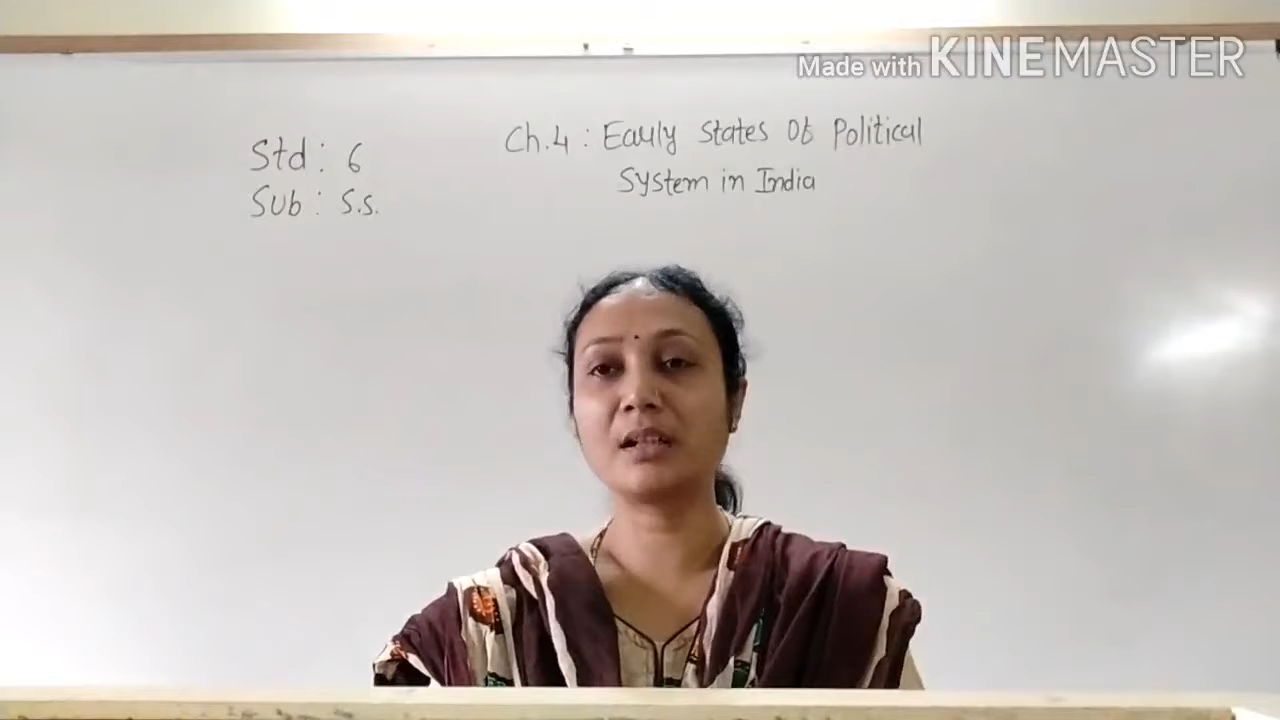 Made with KINEMASTER
Std : 6
Sub : S.S.
Ch.4 : Early States Of Political
System in India